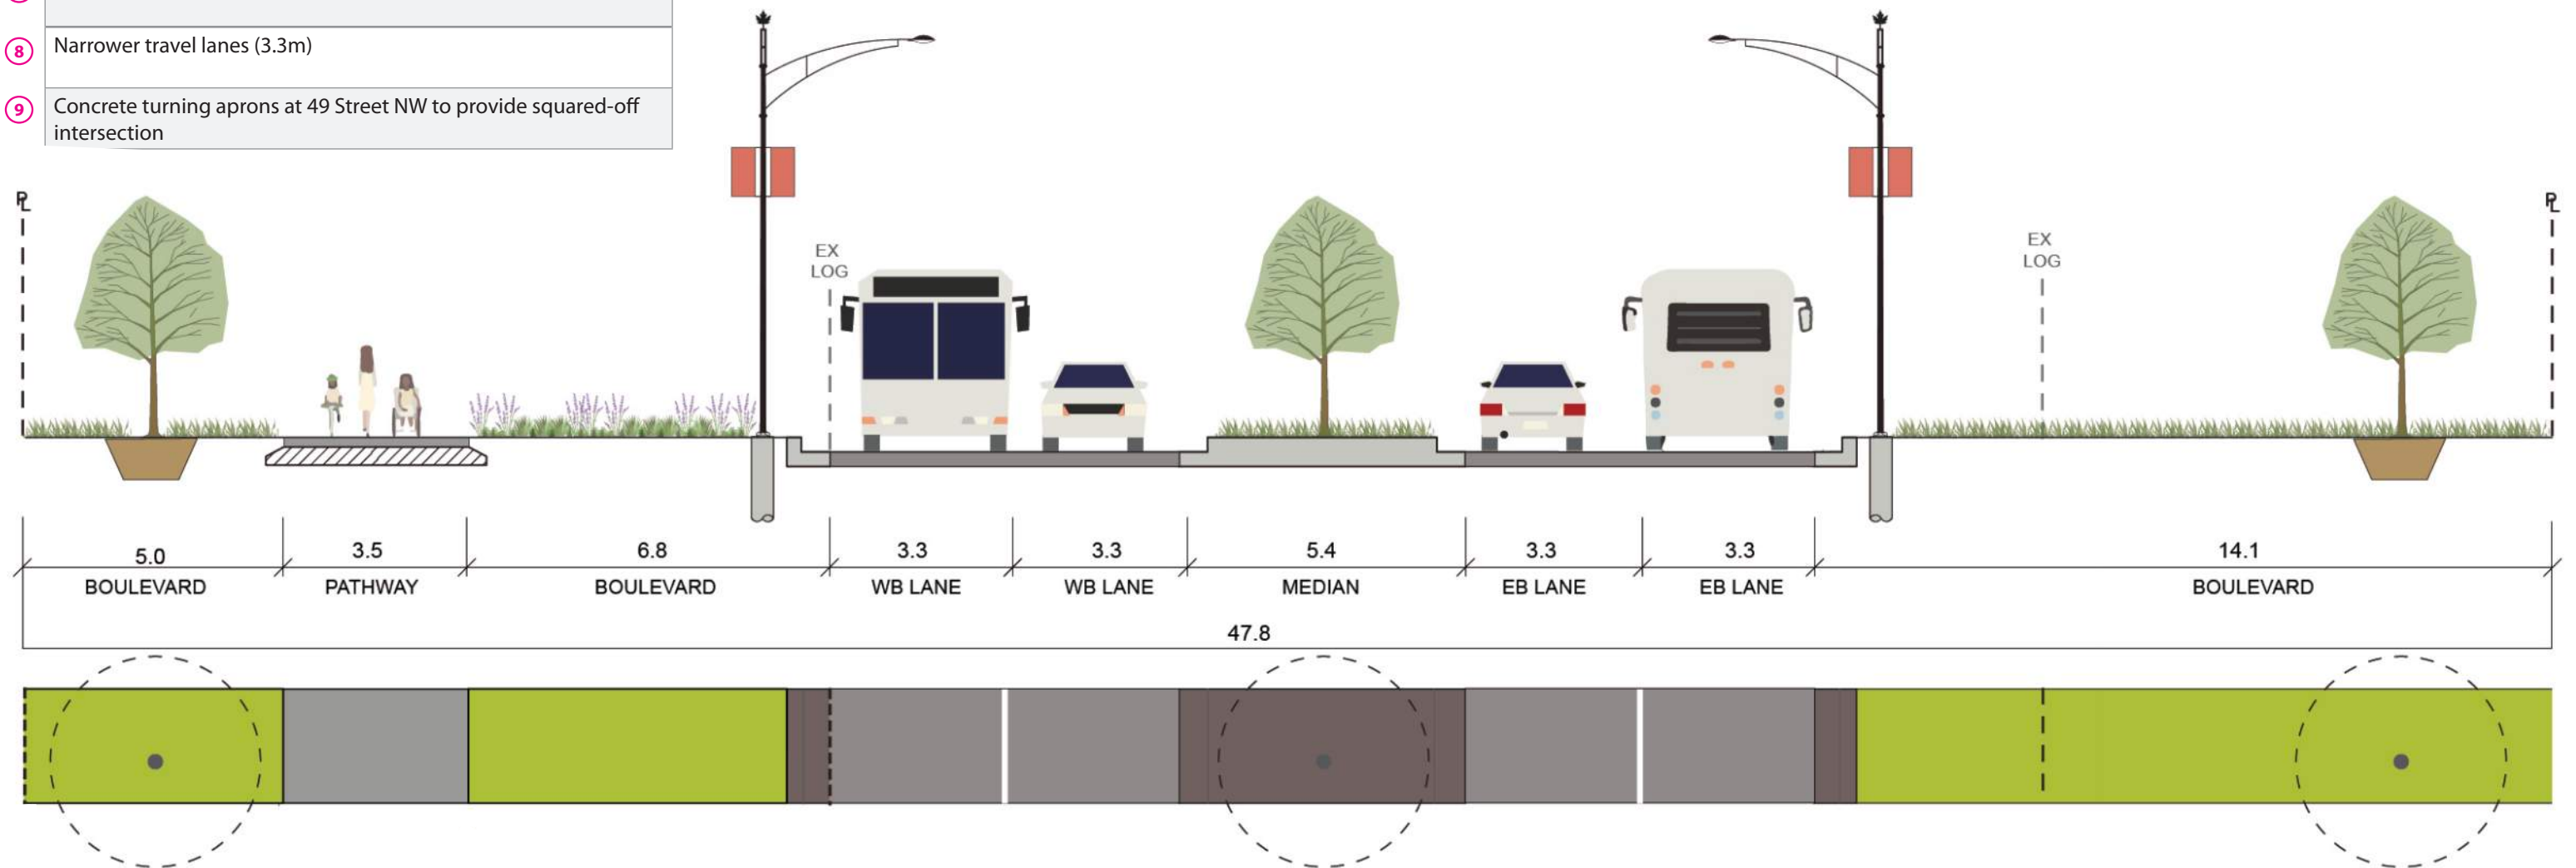 8 Narrower travel lanes (3.3m)
9 Concrete turning aprons at 49 Street NW to provide squared-off
intersection
PL
PL
EX
LOG
EX
LOG
5.0 3.5 6.8 3.3 3.3 5.4 3.3 3.3 14.1
BOULEVARD PATHWAY BOULEVARD WB LANE WB LANE MEDIAN EB LANE EB LANE BOULEVARD
47.8